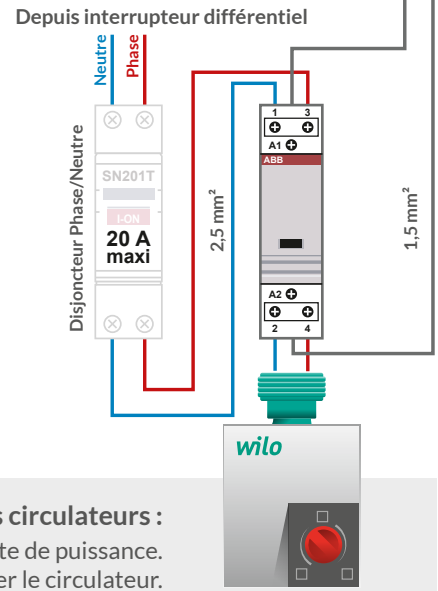 Depuis interrupteur différentiel
Neutre
Phase
Disjoncteur Phase/Neutre
SN201T
I-ON
20 A
maxi
2,5 mm²
1 3
A1
ABB
A2
2 4
1,5 mm²
wilo
s circulateurs :
te de puissance.
er le circulateur.